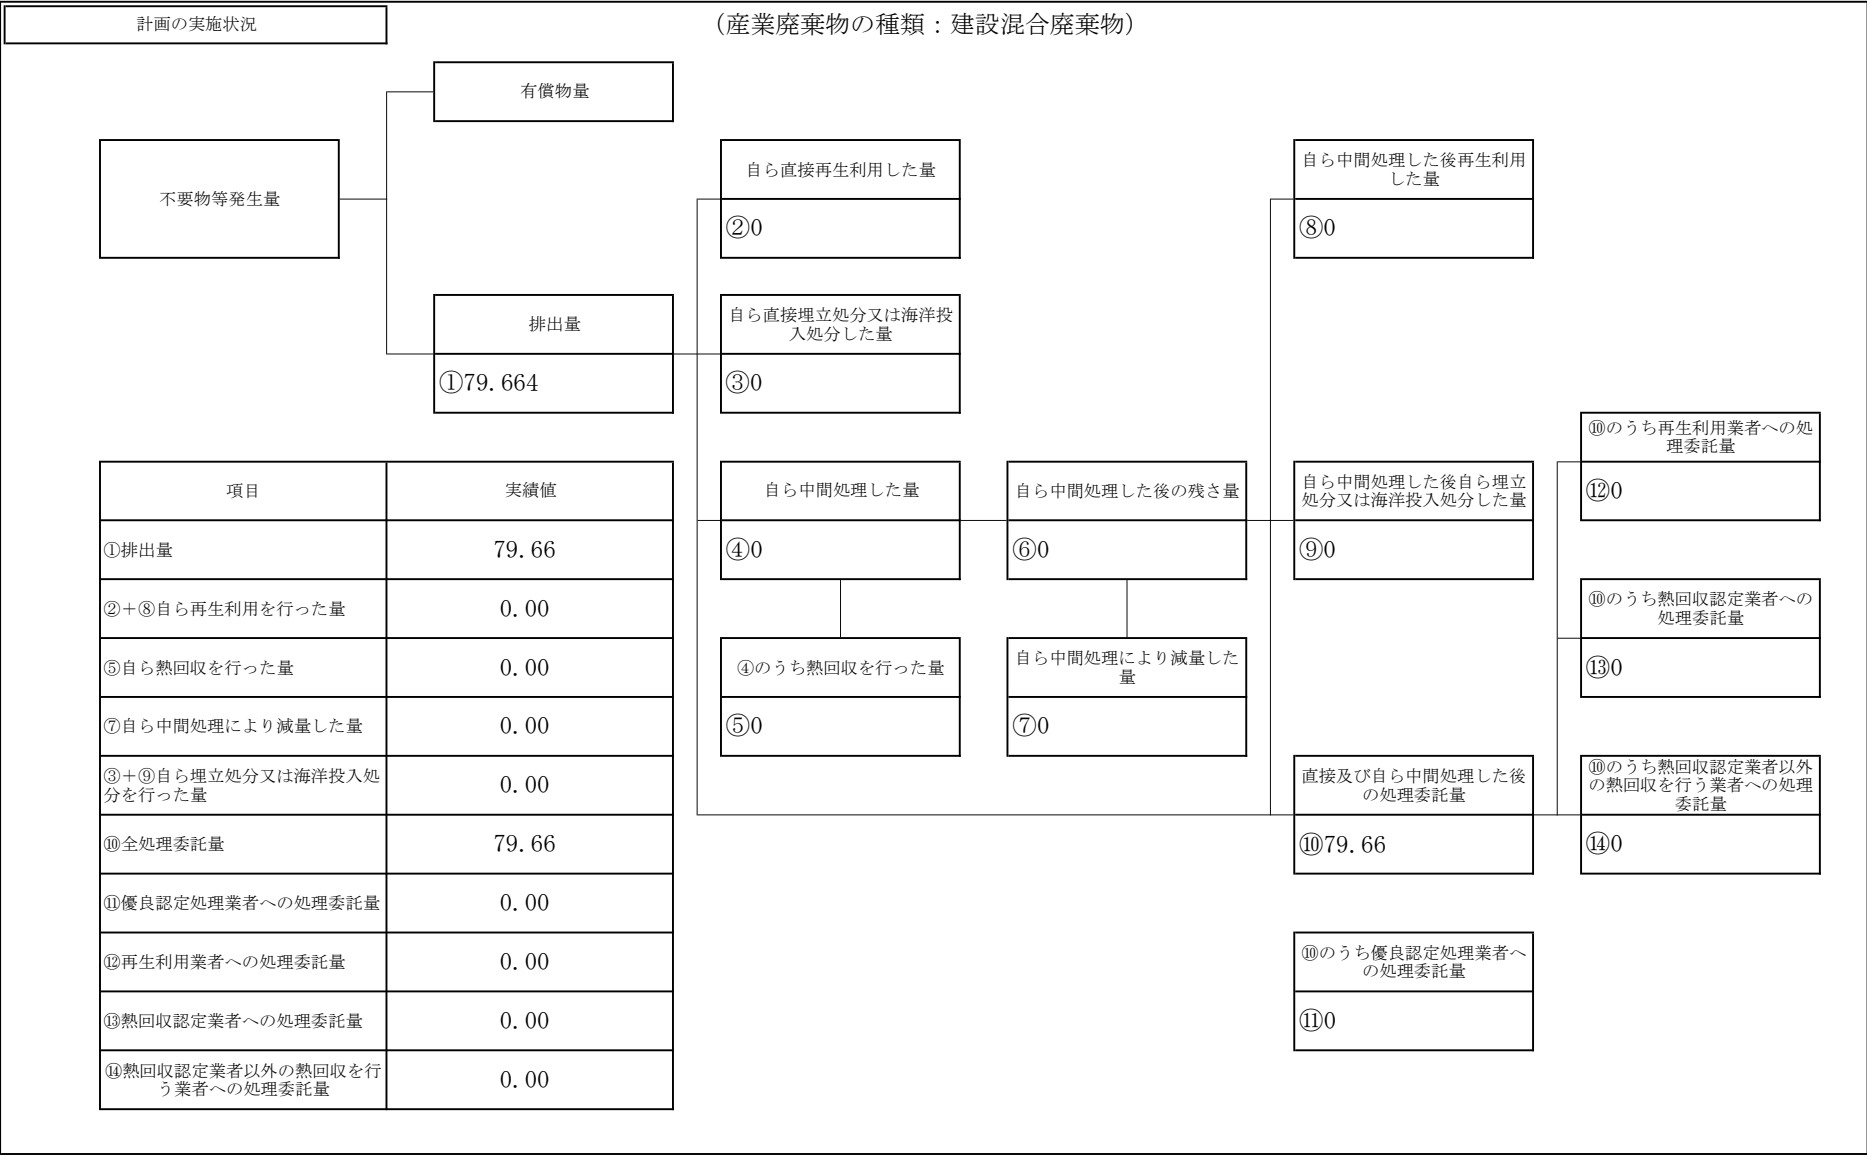 計画の実施状況
（産業廃棄物の種類：建設混合廃棄物）
有償物量
不要物等発生量
自ら直接再生利用した量
②0
自ら中間処理した後再生利用
した量
⑧0
排出量
①79.664
自ら直接埋立処分又は海洋投
入処分した量
③0
⑩のうち再生利用業者への処
理委託量
⑫0
自ら中間処理した量
④0
自ら中間処理した後の残さ量
⑥0
自ら中間処理した後自ら埋立
処分又は海洋投入処分した量
⑨0
⑩のうち熱回収認定業者への
処理委託量
⑬0
④のうち熱回収を行った量
⑤0
自ら中間処理により減量した
量
⑦0
直接及び自ら中間処理した後
の処理委託量
⑩79.66
⑩のうち熱回収認定業者以外
の熱回収を行う業者への処理
委託量
⑭0
⑩のうち優良認定処理業者へ
の処理委託量
⑪0
項目 実績値
①排出量 79.66
②＋⑧自ら再生利用を行った量 0.00
⑤自ら熱回収を行った量 0.00
⑦自ら中間処理により減量した量 0.00
③＋⑨自ら埋立処分又は海洋投入処
分を行った量 0.00
⑩全処理委託量 79.66
⑪優良認定処理業者への処理委託量 0.00
⑫再生利用業者への処理委託量 0.00
⑬熱回収認定業者への処理委託量 0.00
⑭熱回収認定業者以外の熱回収を行
う業者への処理委託量 0.00